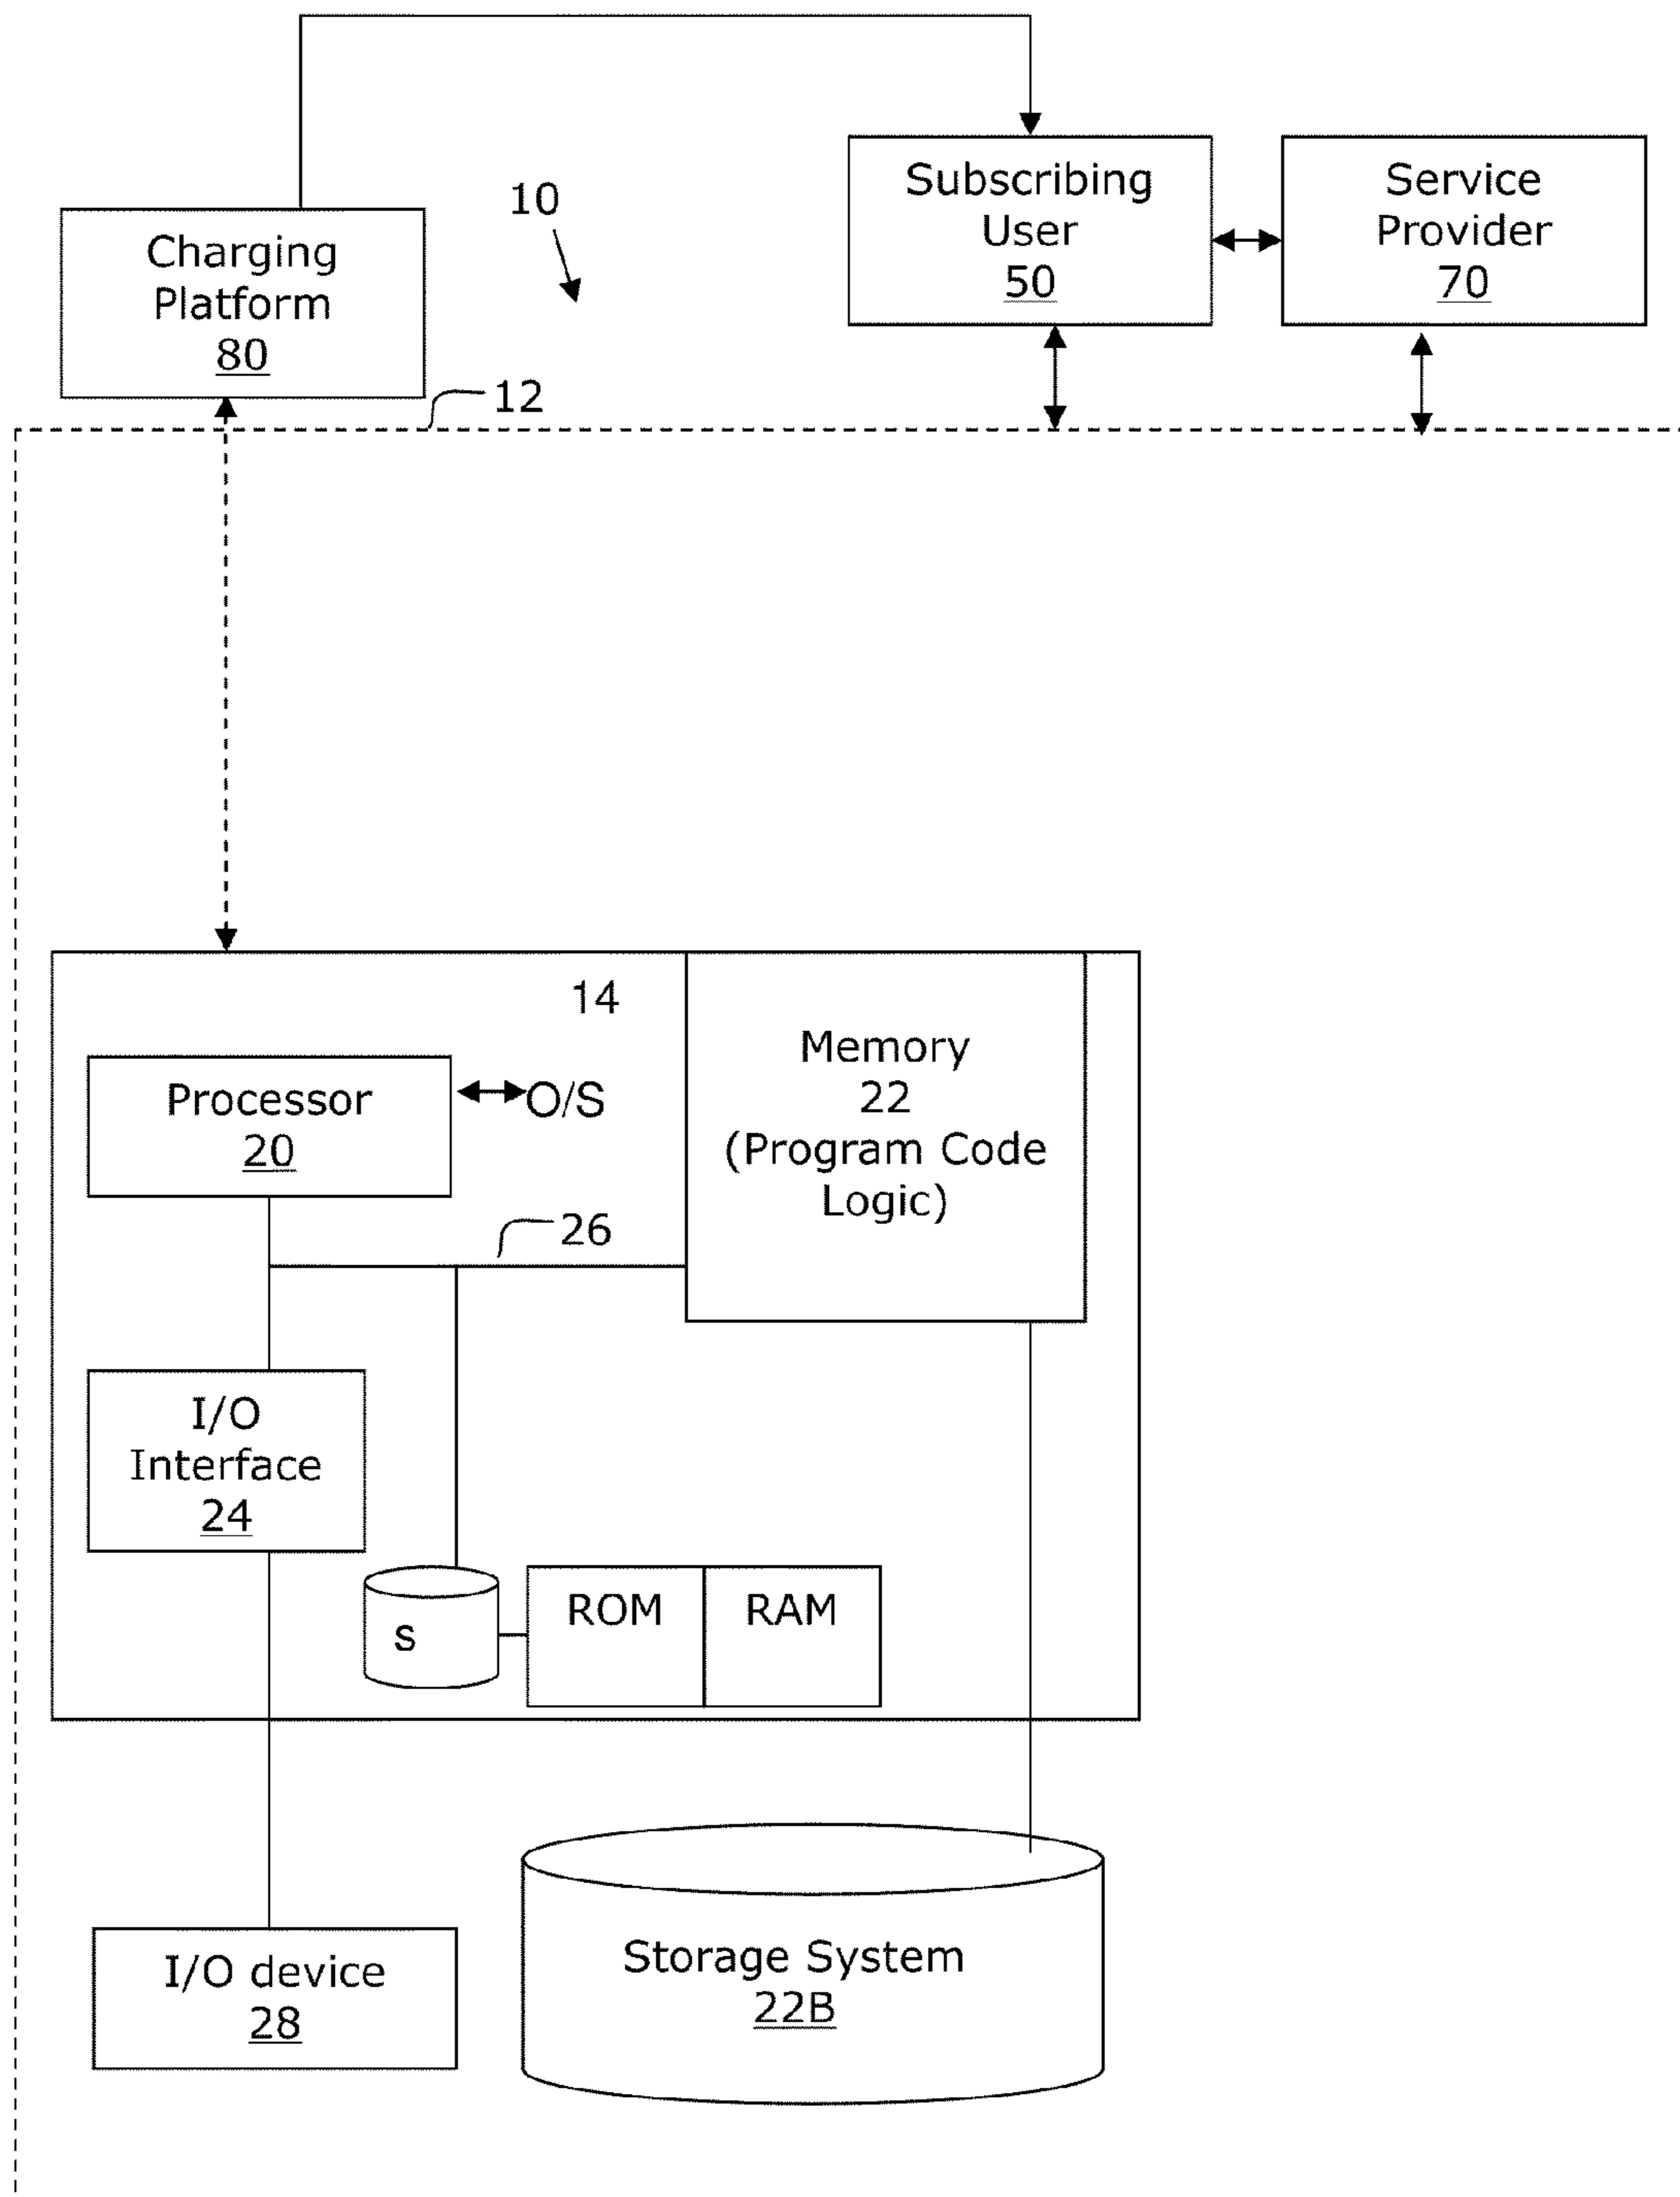 10
Charging
Platform
80
Subscribing
User
50
Service
Provider
70
12
14
Processor
20
O/S
Memory
22
(Program Code
Logic)
26
I/O
Interface
24
S
ROM
RAM
I/O device
28
Storage System
22B